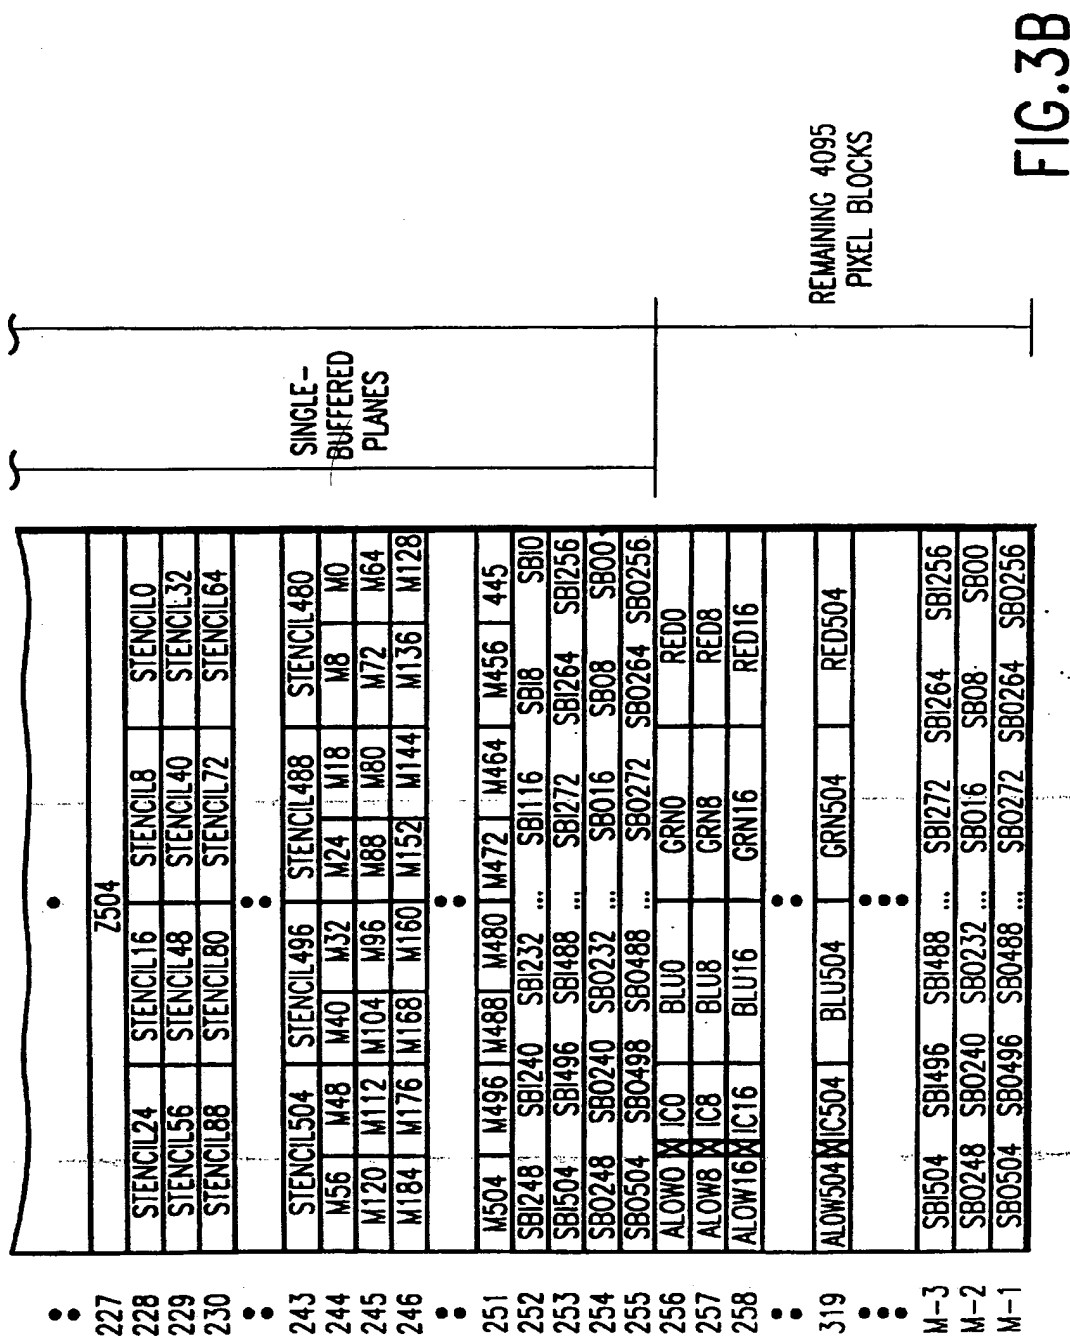 227 Z504
228 STENCIL24 STENCIL16 STENCIL8 STENCIL0
229 STENCIL56 STENCIL48 STENCIL40 STENCIL32
230 STENCIL88 STENCIL80 STENCIL72 STENCIL64
243 STENCIL504 STENCIL496 STENCIL488 STENCIL480
244 M56 M48 M40 M32 M24 M18 M8 M0
245 M120 M112 M104 M96 M88 M80 M72 M64
246 M184 M176 M168 M160 M152 M144 M136 M128
251 M504 M496 M488 M480 M472 M464 M456 445
252 SBI248 SBI240 SBI232 ... SBI116 SBI8 SBI0
253 SBI504 SBI496 SBI488 ... SBI272 SBI264 SBI256
254 SBO248 SBO240 SBO232 ... SBO16 SBO8 SBO0
255 SBO504 SBO498 SBO488 ... SBO272 SBO264 SBO256
256 ALOW0 X IC0 BLU0 GRN0 RED0
257 ALOW8 X IC8 BLU8 GRN8 RED8
258 ALOW16 X IC16 BLU16 GRN16 RED16
319 ALOW504 X IC504 BLU504 GRN504 RED504
M-3 SBI504 SBI496 SBI488 ... SBI272 SBI264 SBI256
M-2 SBO248 SBO240 SBO232 ... SBO16 SBO8 SBO0
M-1 SBO504 SBO496 SBO488 ... SBO272 SBO264 SBO256
SINGLE-
BUFFERED
PLANES
REMAINING 4095
PIXEL BLOCKS
FIG.3B